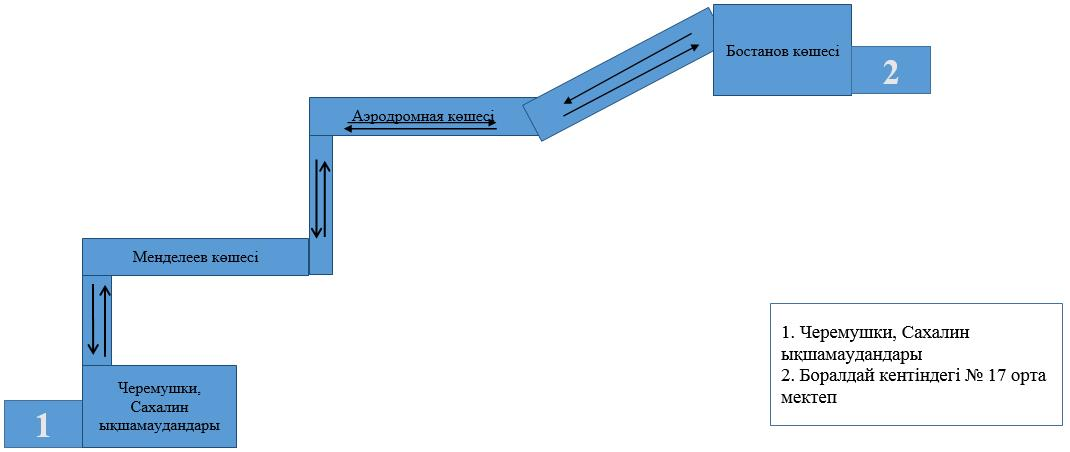 Бостанов көшесі
2
Аэродромная көшесі
Менделеев көшесі
Черемушки,
Сахалин
ықшамаудандары
1
1. Черемушки, Сахалин
ықшамаудандары
2. Боралдай кентіндегі № 17 орта
мектеп